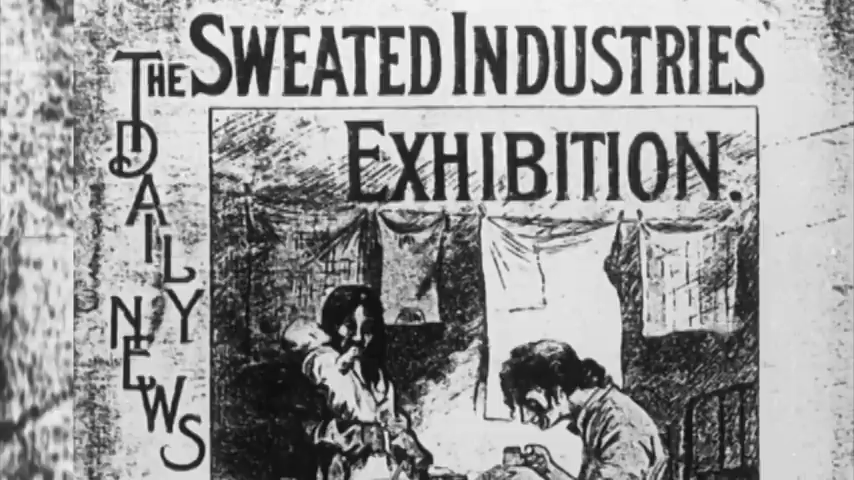 THE
DAILY
NEWS
SWEATED INDUSTRIES'
EXHIBITION.